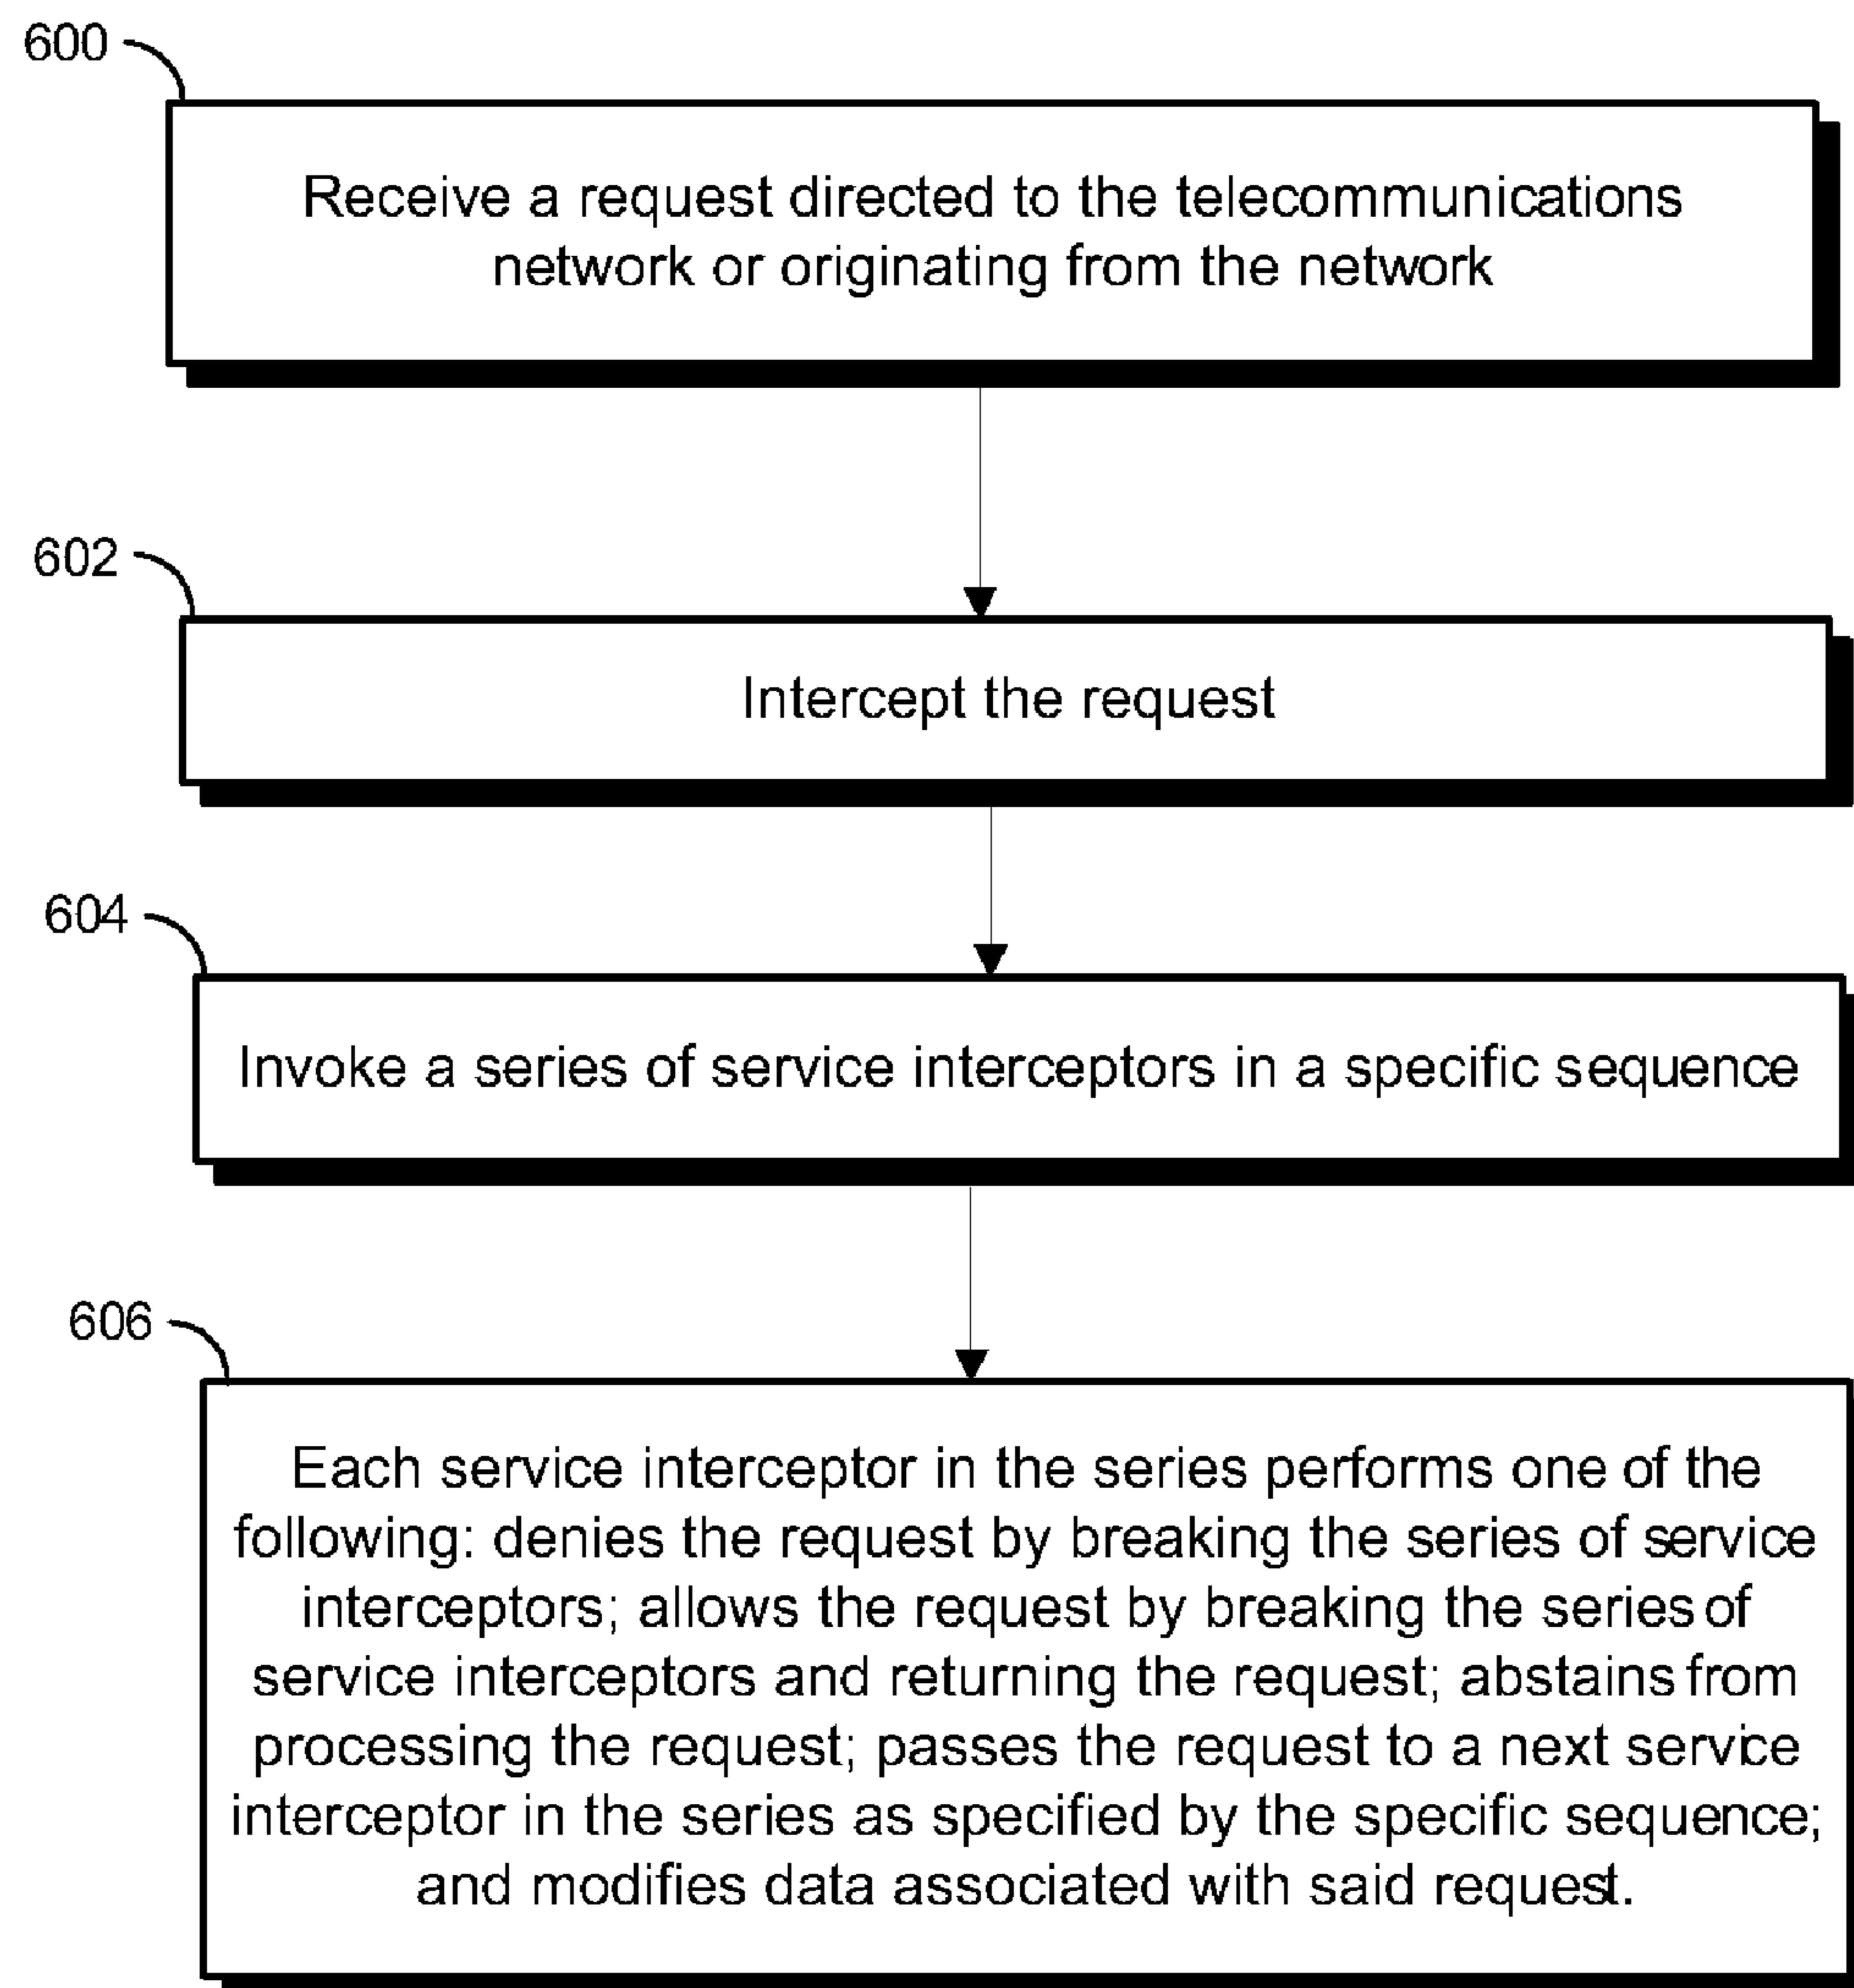 600
Receive a request directed to the telecommunications
network or originating from the network
602
Intercept the request
604
Invoke a series of service interceptors in a specific sequence
606
Each service interceptor in the series performs one of the
following: denies the request by breaking the series of service
interceptors; allows the request by breaking the series of
service interceptors and returning the request; abstains from
processing the request; passes the request to a next service
interceptor in the series as specified by the specific sequence;
and modifies data associated with said request.